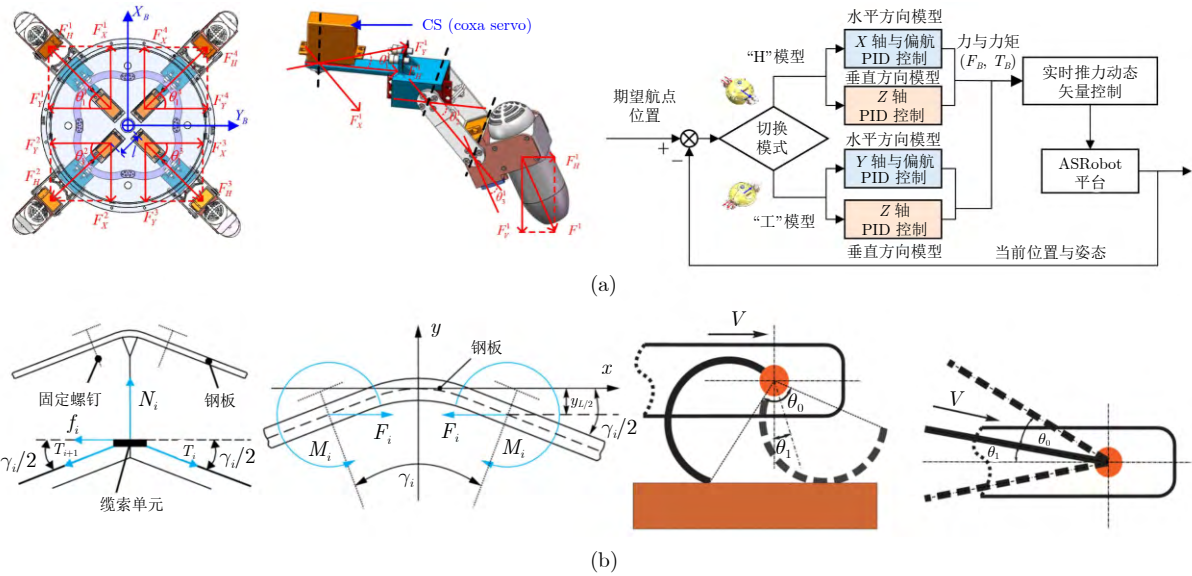 X_B
F_H^1
F_X^1
F_X^4
F_H^4
F_Y^1
F_Y^4
Y_B
F_Y^2
F_Y^3
θ^2
l
F_H^2
F_H^3
F_X^2
F_Y^3
CS (coxa servo)
F_Y^1
F_X^1
F_H^1
F_Y^1
F^1
水平方向模型
X 轴与偏航
PID 控制
力与力矩
(F_B, T_B)
“H”模型
垂直方向模型
Z 轴
PID 控制
实时推力动态
矢量控制
期望航点
位置
+
−
切换
模式
水平方向模型
Y 轴与偏航
PID 控制
ASRobot
平台
“工”模型
Z 轴
PID 控制
垂直方向模型
当前位置与姿态
(a)
固定螺钉
N_i
钢板
f_i
T_{i+1}
T_i
γ_i/2
γ_i/2
缆索单元
y
钢板
x
y_{L/2}
F_i
F_i
γ_i/2
M_i
M_i
γ_i
V
θ_0
θ_1
V
θ_0
θ_1
(b)